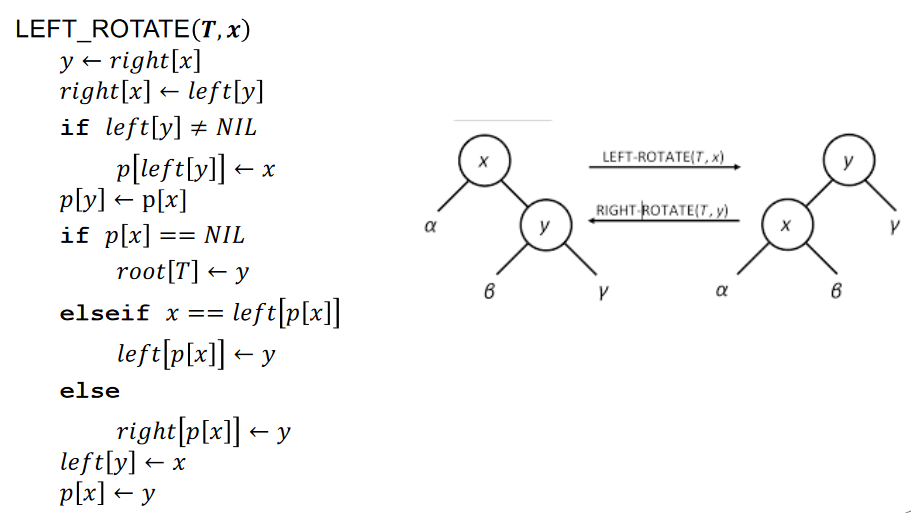 LEFT_ROTATE(T, x)
y ← right[x]
right[x] ← left[y]
if left[y] ≠ NIL
p[left[y]] ← x
p[y] ← p[x]
if p[x] == NIL
root[T] ← y
elseif x == left[p[x]]
left[p[x]] ← y
else
right[p[x]] ← y
left[y] ← x
p[x] ← y
x
α
y
β
γ
LEFT-ROTATE(T, x)
RIGHT-ROTATE(T, y)
y
x
γ
α
β